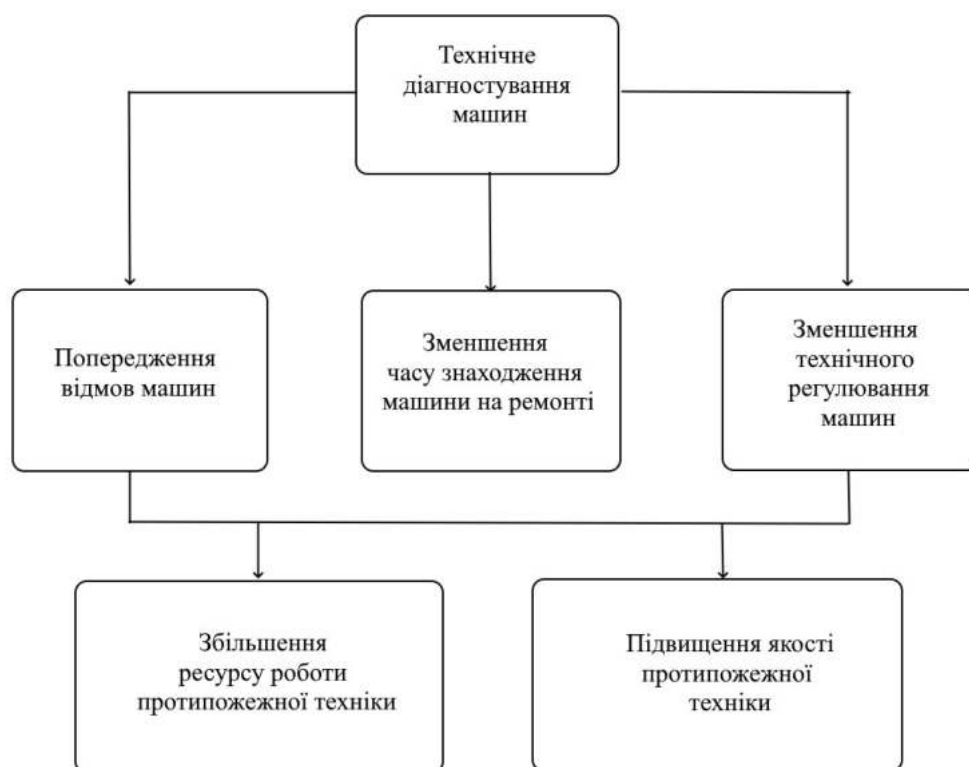 Технічне
діагностування
машин
Попередження
відмов машин
Зменшення
часу знаходження
машини на ремонті
Зменшення
технічного
регулювання
машин
Збільшення
ресурсу роботи
протипожежної техніки
Підвищення якості
протипожежної
техніки